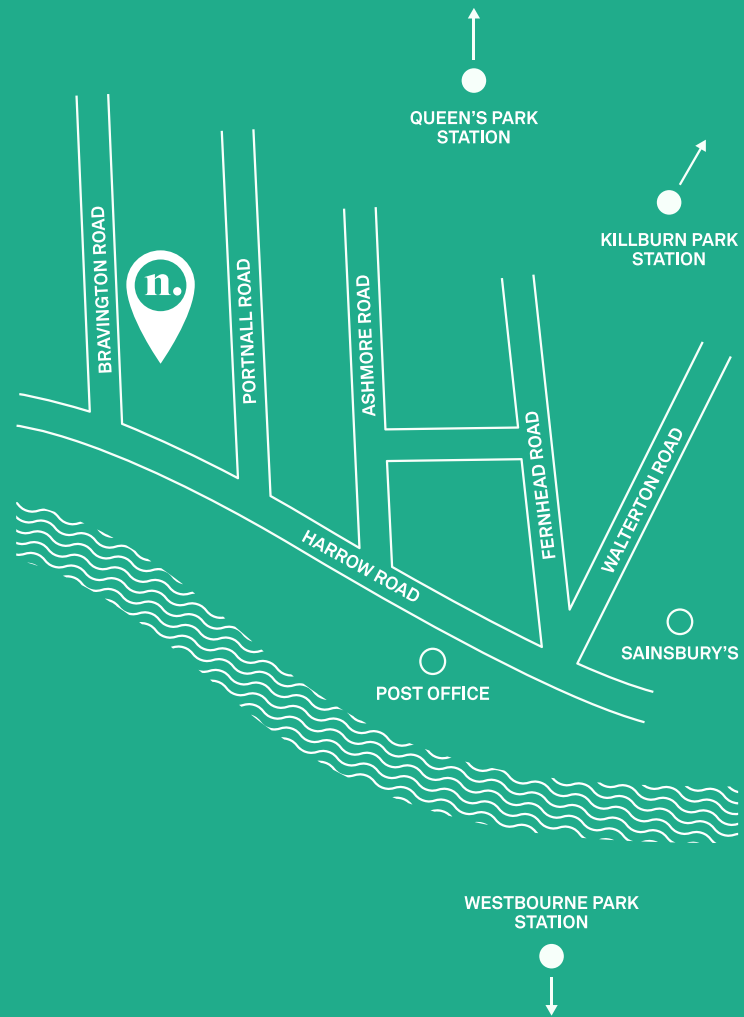 QUEEN'S PARK
STATION
KILLBURN PARK
STATION
BRAVINGTON ROAD
n.
PORTNALL ROAD
ASHMORE ROAD
FERNHEAD ROAD
WALTERTON ROAD
HARROW ROAD
SAINSBURY'S
POST OFFICE
WESTBOURNE PARK
STATION